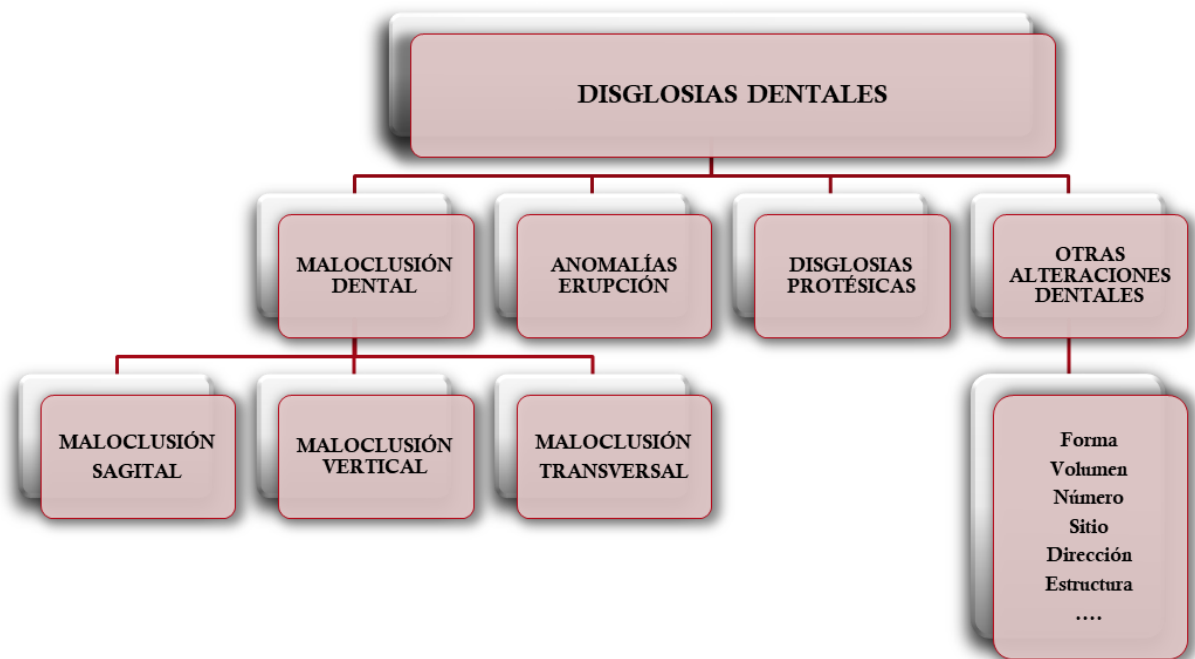 DISGLOSIAS DENTALES
MALOCLUSIÓN
DENTAL
ANOMALÍAS
ERUPCIÓN
DISGLOSIAS
PROTÉSICAS
OTRAS
ALTERACIONES
DENTALES
MALOCLUSIÓN
SAGITAL
MALOCLUSIÓN
VERTICAL
MALOCLUSIÓN
TRANSVERSAL
Forma
Volumen
Número
Sitio
Dirección
Estructura
....